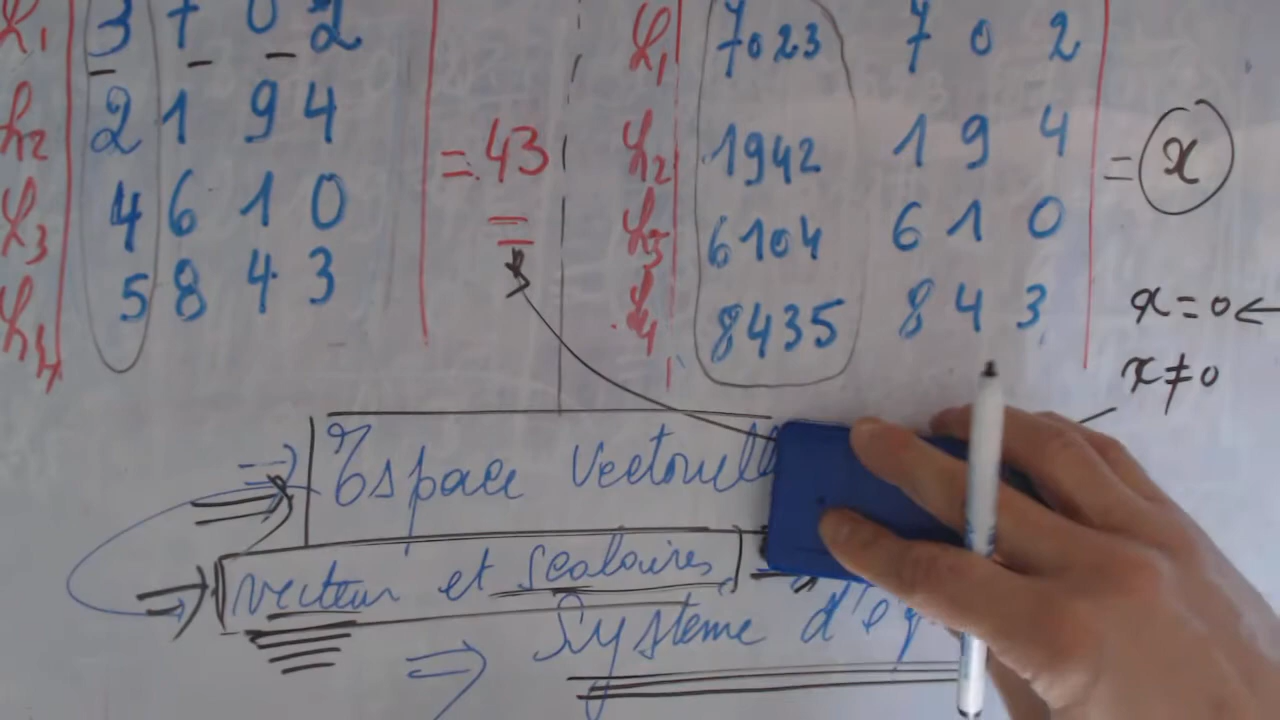 L1 3 7 0 2
L2 2 1 9 4
L3 4 6 1 0
L4 5 8 4 3
= 43
L1 7023 7 0 2
L2 1942 1 9 4
L3 6104 6 1 0
L4 8435 8 4 3
= x
x = 0 ←
x ≠ 0
⇒ Espace Vectorielle
⇒ vecteur et scalaires ⇒
⇒ Système d'éq